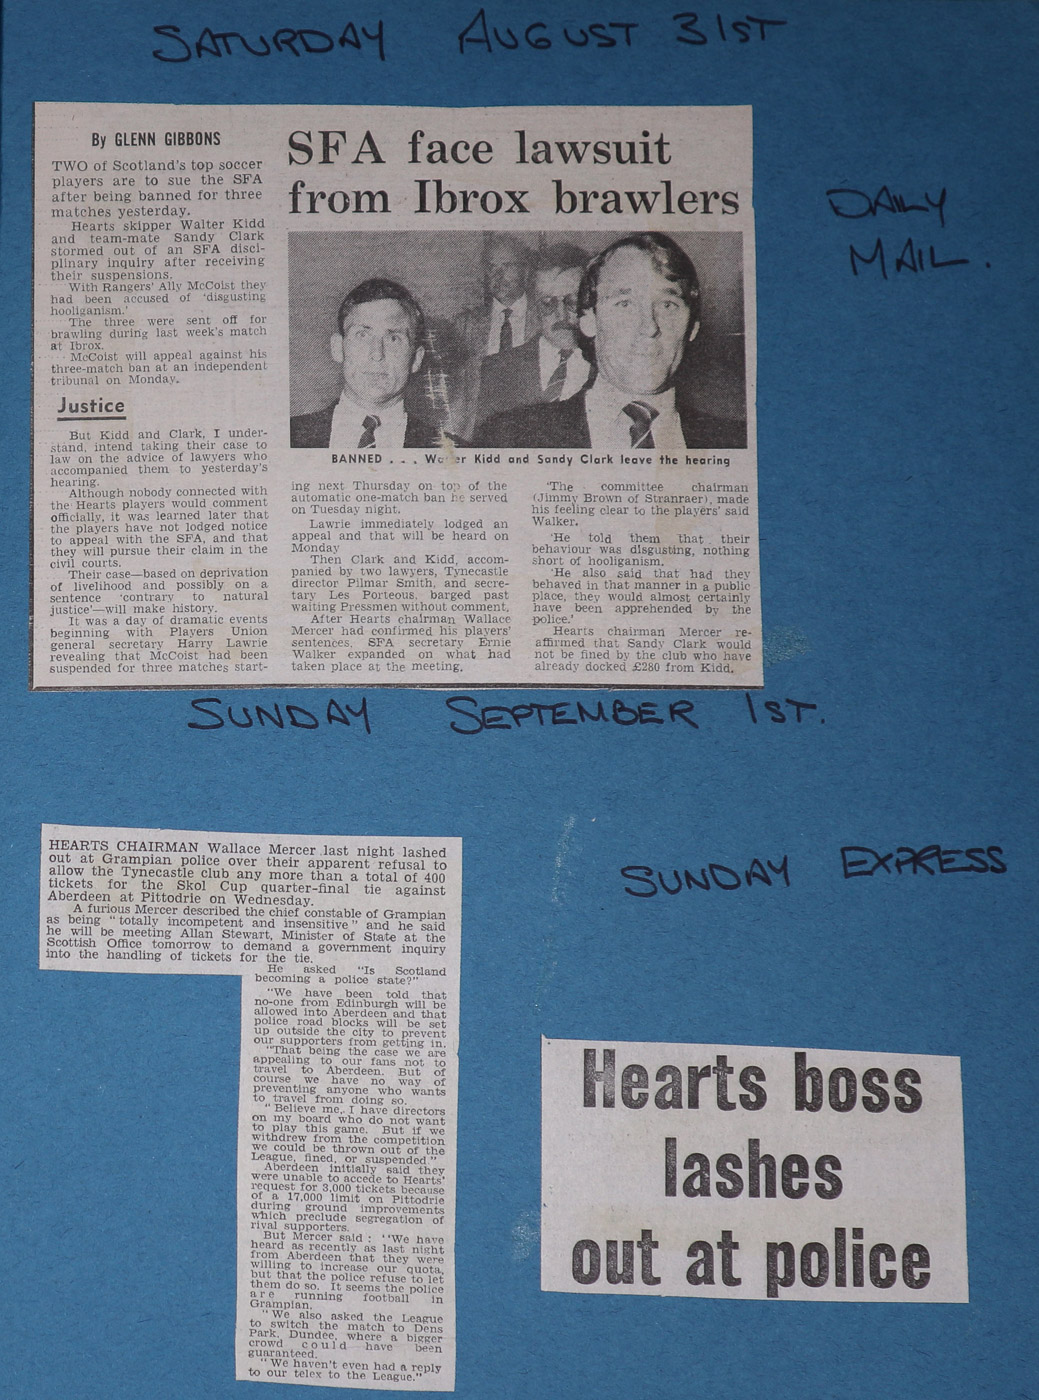 SATURDAY AUGUST 31ST
DAILY
MAIL.
SFA face lawsuit
from Ibrox brawlers
By GLENN GIBBONS
TWO of Scotland's top soccer
players are to sue the SFA
after being banned for three
matches yesterday.
Hearts skipper Walter Kidd
and team-mate Sandy Clark
stormed out of an SFA disci-
plinary inquiry after receiving
their suspensions.
With Rangers' Ally McCoist they
had been accused of 'disgusting
hooliganism.'
The three were sent off for
brawling during last week's match
at Ibrox.
McCoist will appeal against his
three-match ban at an independent
tribunal on Monday.
Justice
But Kidd and Clark, I under-
stand, intend taking their case to
law on the advice of lawyers who
accompanied them to yesterday's
hearing.
Although nobody connected with
the Hearts players would comment
officially, it was learned later that
the players have not lodged notice
to appeal with the SFA, and that
they will pursue their claim in the
civil courts.
Their case—based on deprivation
of livelihood and possibly on a
sentence 'contrary to natural
justice'—will make history.
It was a day of dramatic events
beginning with Players Union
general secretary Harry Lawrie
revealing that McCoist had been
suspended for three matches start-
BANNED . . . Walter Kidd and Sandy Clark leave the hearing
ing next Thursday on top of the
automatic one-match ban he served
on Tuesday night.
Lawrie immediately lodged an
appeal and that will be heard on
Monday
Then Clark and Kidd, accom-
panied by two lawyers, Tynecastle
director Pilmar Smith, and secre-
tary Les Porteous, barged past
waiting Pressmen without comment.
After Hearts chairman Wallace
Mercer had confirmed his players'
sentences, SFA secretary Ernie
Walker expanded on what had
taken place at the meeting.
'The committee chairman
(Jimmy Brown of Stranraer), made
his feeling clear to the players' said
Walker.
'He told them that their
behaviour was disgusting, nothing
short of hooliganism.
'He also said that had they
behaved in that manner in a public
place, they would almost certainly
have been apprehended by the
police.'
Hearts chairman Mercer re-
affirmed that Sandy Clark would
not be fined by the club who have
already docked £280 from Kidd.
SUNDAY SEPTEMBER 1ST.
SUNDAY EXPRESS
Hearts boss
lashes
out at police
HEARTS CHAIRMAN Wallace Mercer last night lashed
out at Grampian police over their apparent refusal to
allow the Tynecastle club any more than a total of 400
tickets for the Skol Cup quarter-final tie against
Aberdeen at Pittodrie on Wednesday.
A furious Mercer described the chief constable of Grampian
as being "totally incompetent and insensitive" and he said
he will be meeting Allan Stewart, Minister of State at the
Scottish Office tomorrow to demand a government inquiry
into the handling of tickets for the tie.
He asked "Is Scotland
becoming a police state?"
"We have been told that
no-one from Edinburgh will be
allowed into Aberdeen and that
police road blocks will be set
up outside the city to prevent
our supporters from getting in.
"That being the case we are
appealing to our fans not to
travel to Aberdeen. But of
course we have no way of
preventing anyone who wants
to travel from doing so.
"Believe me, I have directors
on my board who do not want
to play this game. But if we
withdrew from the competition
we could be thrown out of the
League, fined, or suspended."
Aberdeen initially said they
were unable to accede to Hearts'
request for 3,000 tickets because
of a 17,000 limit on Pittodrie
during ground improvements
which preclude segregation of
rival supporters.
But Mercer said: "We have
heard as recently as last night
from Aberdeen that they were
willing to increase our quota,
but that the police refuse to let
them do so. It seems the police
are running football in
Grampian.
"We also asked the League
to switch the match to Dens
Park, Dundee, where a bigger
crowd could have been
guaranteed.
"We haven't even had a reply
to our telex to the League."